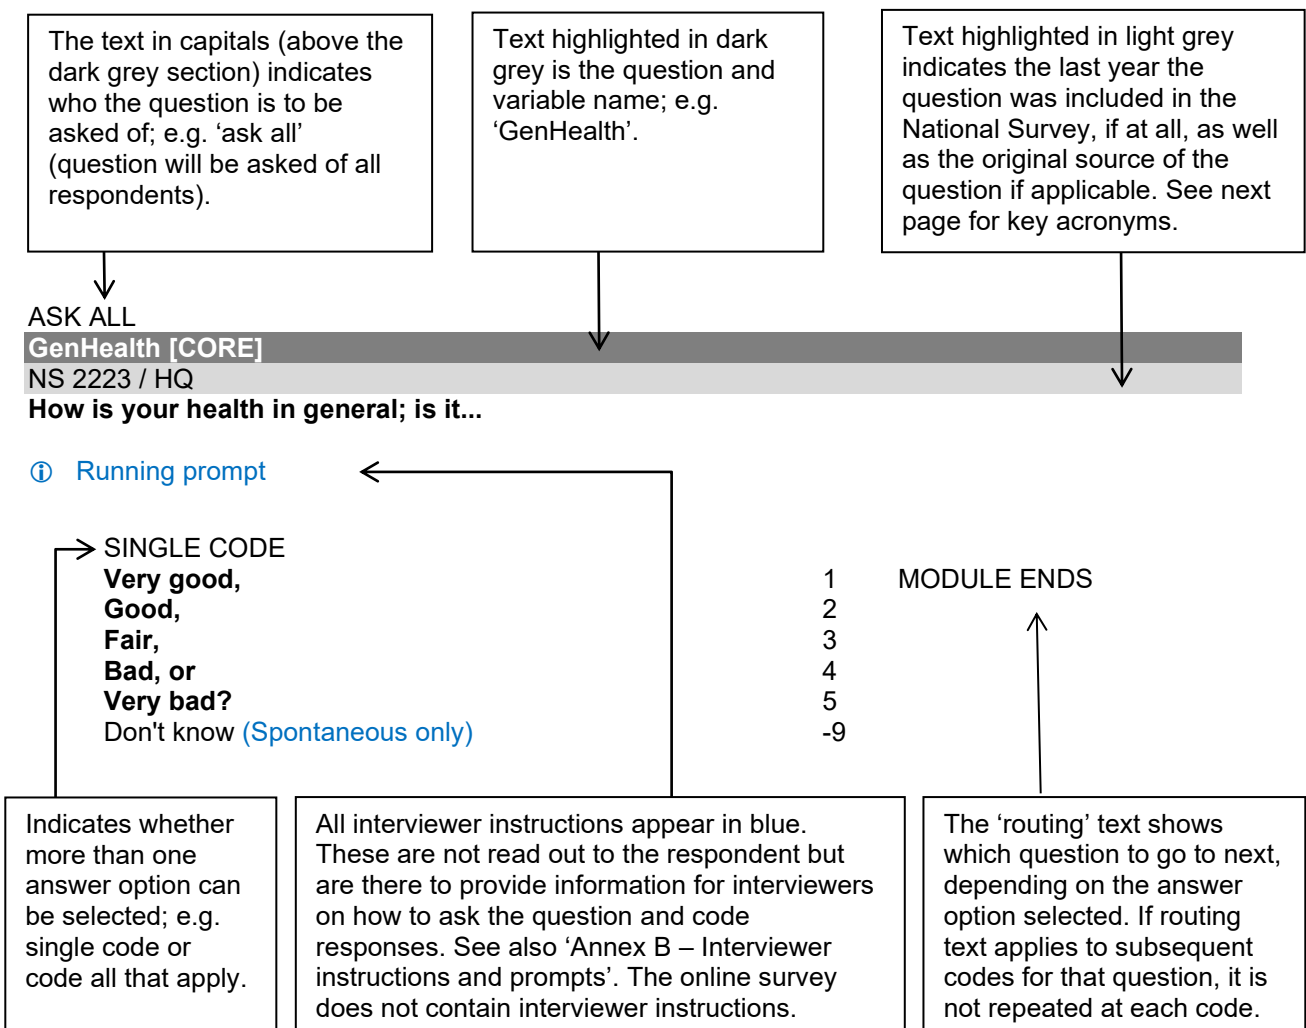 The text in capitals (above the
dark grey section) indicates
who the question is to be
asked of; e.g. ‘ask all’
(question will be asked of all
respondents).
Text highlighted in dark
grey is the question and
variable name; e.g.
‘GenHealth’.
Text highlighted in light grey
indicates the last year the
question was included in the
National Survey, if at all, as well
as the original source of the
question if applicable. See next
page for key acronyms.
ASK ALL
GenHealth [CORE]
NS 2223 / HQ
How is your health in general; is it...
Running prompt
SINGLE CODE
Very good, 1 MODULE ENDS
Good, 2
Fair, 3
Bad, or 4
Very bad? 5
Don't know (Spontaneous only) -9
Indicates whether
more than one
answer option can
be selected; e.g.
single code or
code all that apply.
All interviewer instructions appear in blue.
These are not read out to the respondent but
are there to provide information for interviewers
on how to ask the question and code
responses. See also ‘Annex B – Interviewer
instructions and prompts’. The online survey
does not contain interviewer instructions.
The ‘routing’ text shows
which question to go to next,
depending on the answer
option selected. If routing
text applies to subsequent
codes for that question, it is
not repeated at each code.